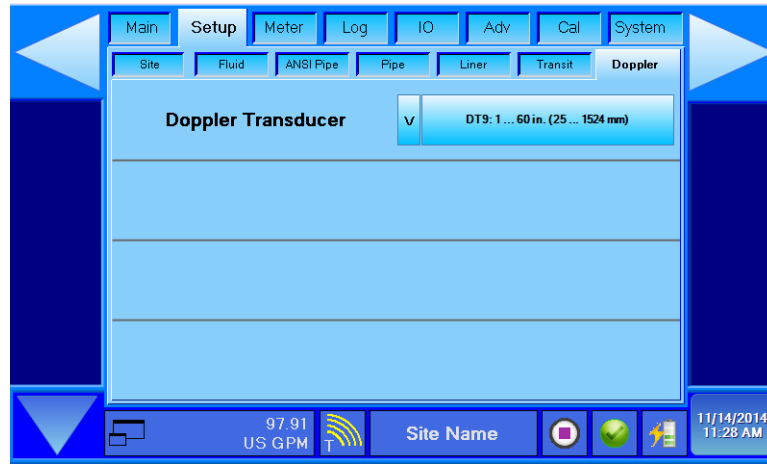 Main Setup Meter Log IO Adv Cal System
Site Fluid ANSI Pipe Pipe Liner Transit Doppler
Doppler Transducer v DT9: 1 ... 60 in. (25 ... 1524 mm)
97.91
US GPM T Site Name
11/14/2014
11:28 AM